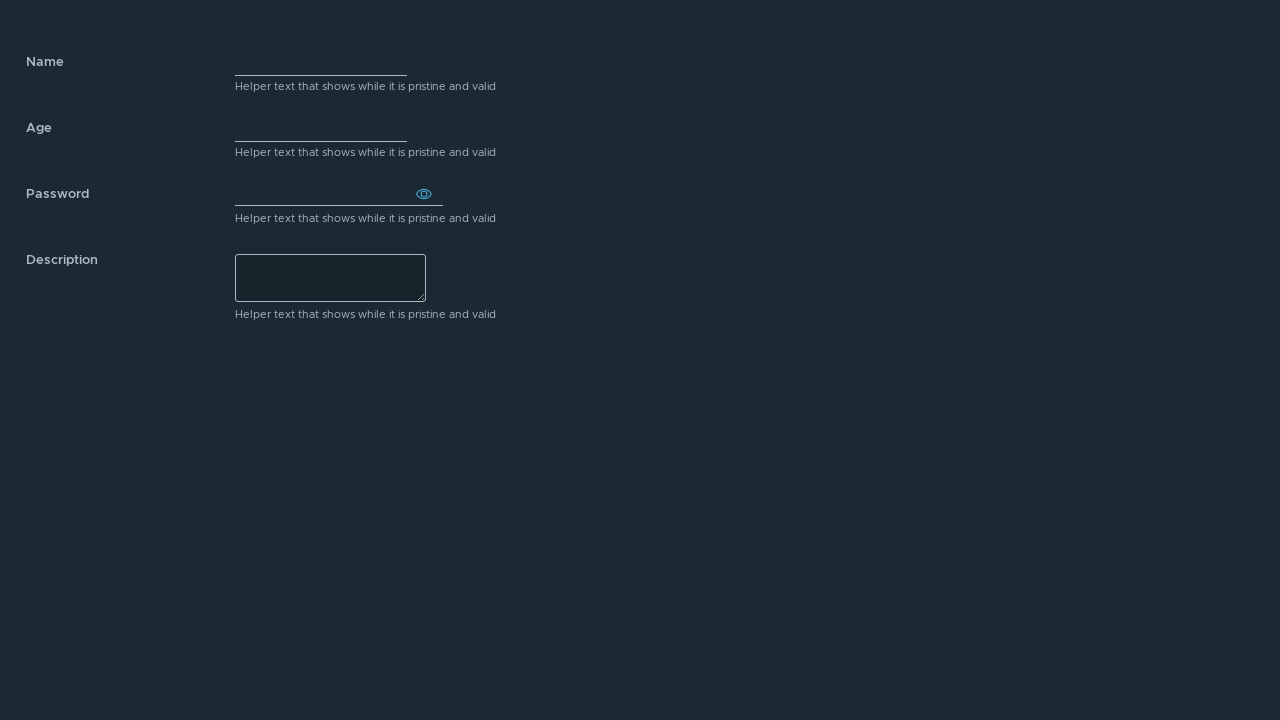 Name
Helper text that shows while it is pristine and valid
Age
Helper text that shows while it is pristine and valid
Password
Helper text that shows while it is pristine and valid
Description
Helper text that shows while it is pristine and valid